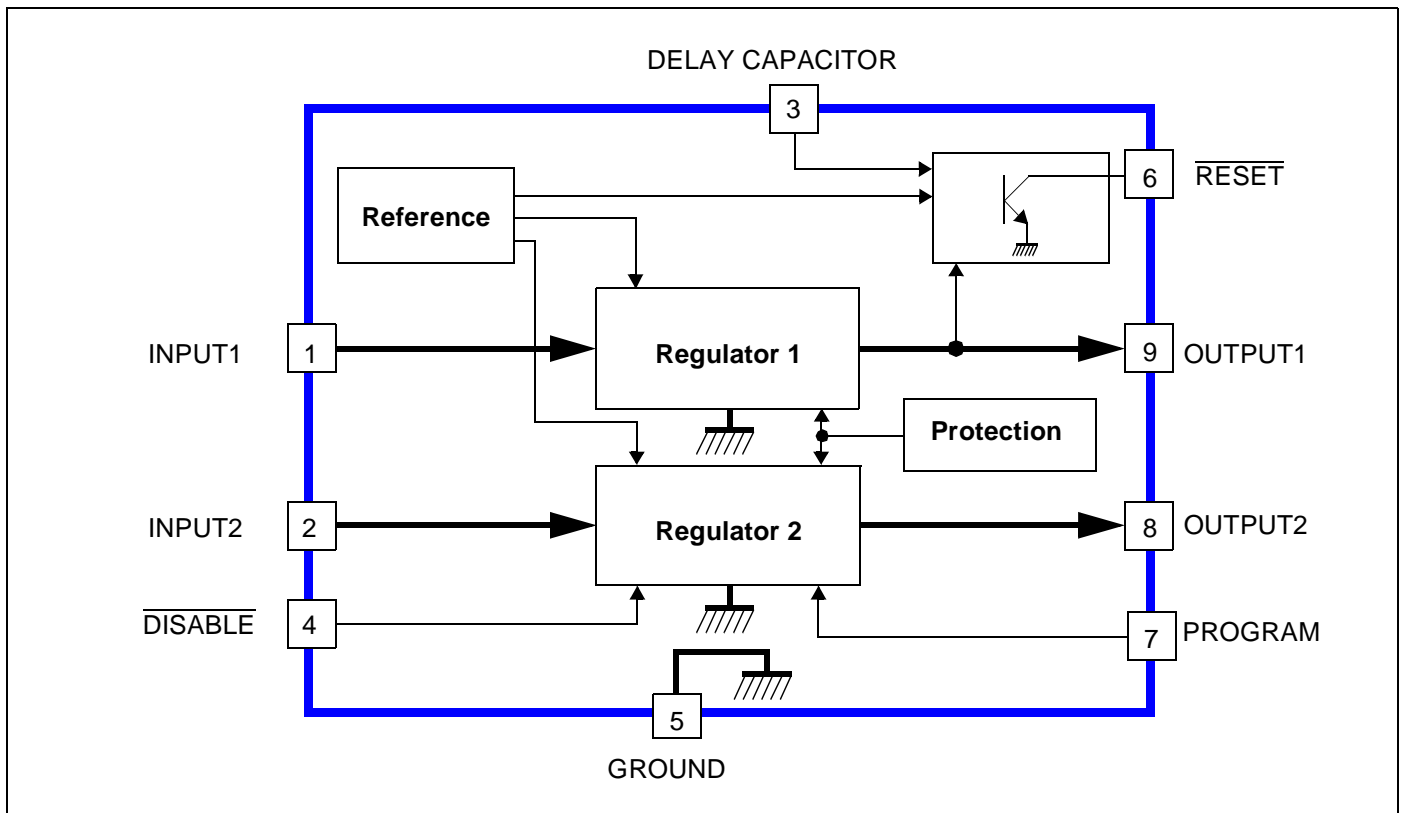 DELAY CAPACITOR
3
6
RESET
Reference
INPUT1
1
Regulator 1
9
OUTPUT1
Protection
INPUT2
2
Regulator 2
8
OUTPUT2
DISABLE
4
7
PROGRAM
5
GROUND